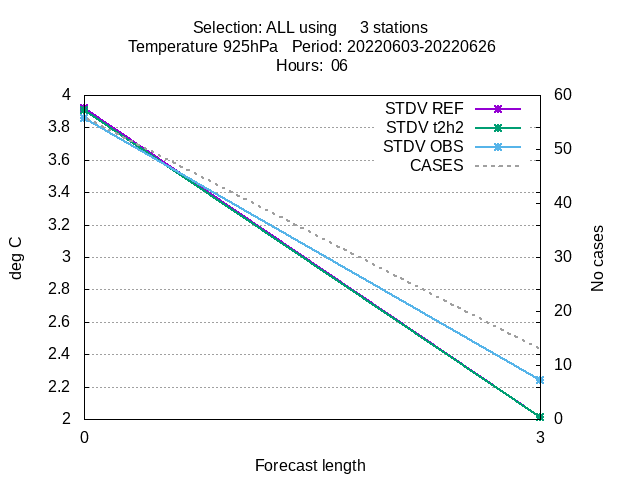 Selection: ALL using     3 stations
Temperature 925hPa   Period: 20220603-20220626
Hours:  06
STDV REF
STDV t2h2
STDV OBS
CASES
4
3.8
3.6
3.4
3.2
3
2.8
2.6
2.4
2.2
2
60
50
40
30
20
10
0
deg C
No cases
0
3
Forecast length